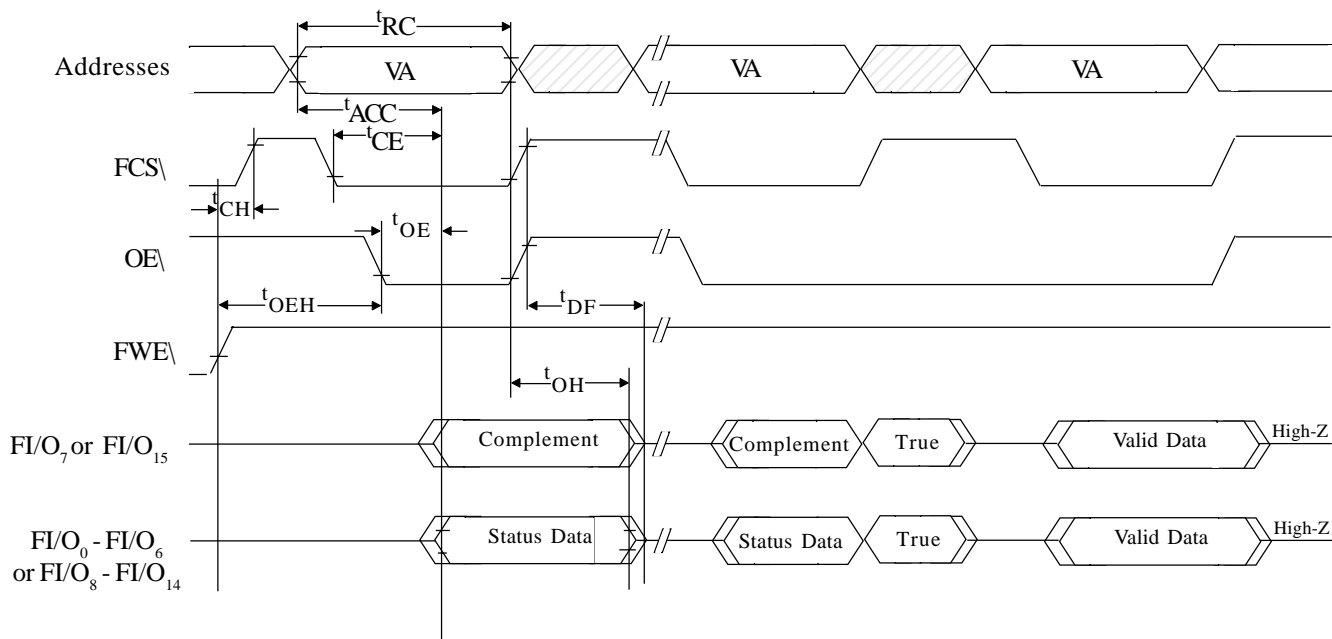 tRC
Addresses VA VA VA
tACC
tCE
FCS\
tCH
tOE
OE\
tOEH
tDF
FWE\
tOH
FI/O7 or FI/O15 Complement Complement True Valid Data High-Z
FI/O0 - FI/O6
or FI/O8 - FI/O14 Status Data Status Data True Valid Data High-Z